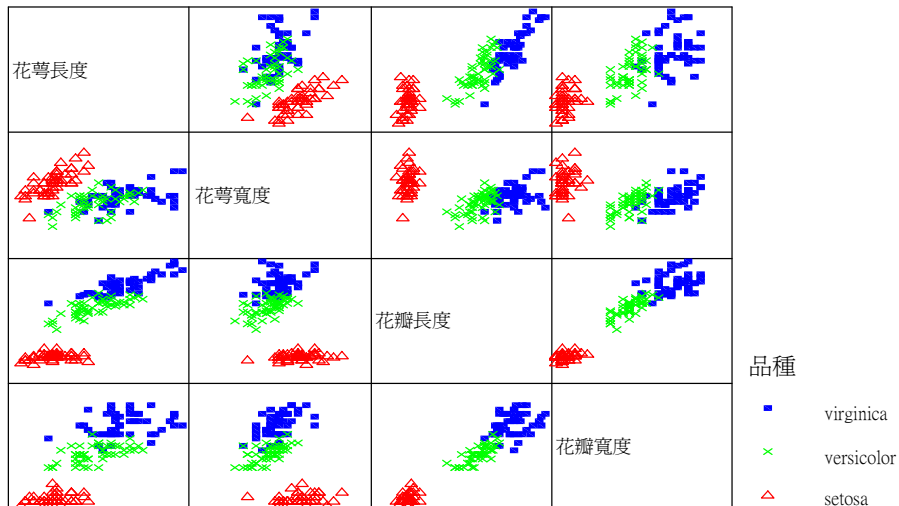 花萼長度
花萼寬度
花瓣長度
花瓣寬度
品種
virginica
versicolor
setosa